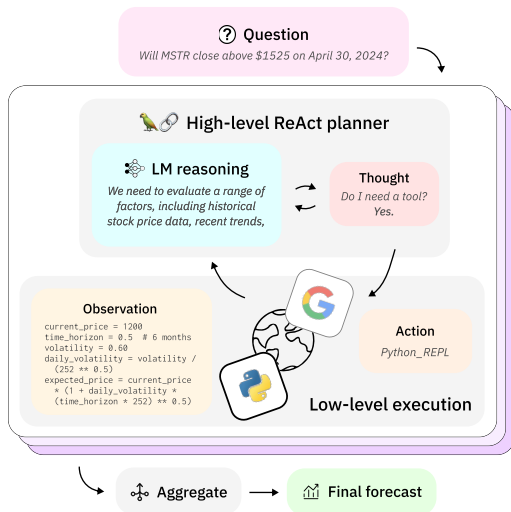 Question
Will MSTR close above $1525 on April 30, 2024?
High-level ReAct planner
LM reasoning
We need to evaluate a range of
factors, including historical
stock price data, recent trends,
Thought
Do I need a tool?
Yes.
Observation
current_price = 1200
time_horizon = 0.5  # 6 months
volatility = 0.60
daily_volatility = volatility /
(252 ** 0.5)
expected_price = current_price
* (1 + daily_volatility *
(time_horizon * 252) ** 0.5)
Action
Python_REPL
Low-level execution
Aggregate
Final forecast